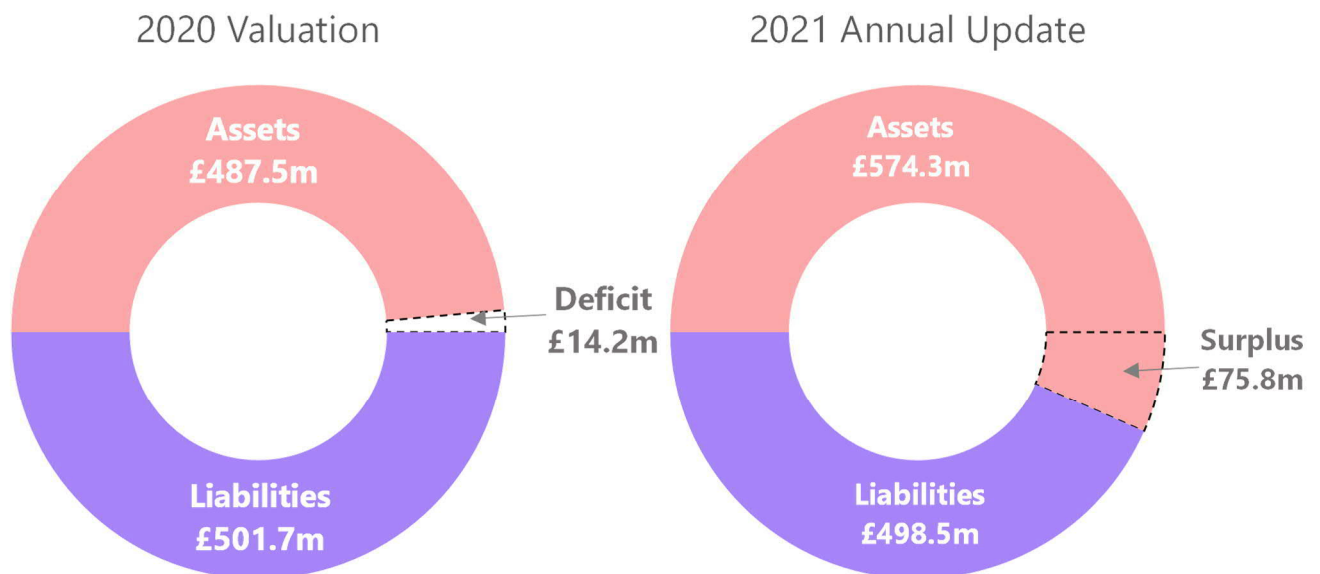 2020 Valuation
Assets
£487.5m
Deficit
£14.2m
Liabilities
£501.7m
2021 Annual Update
Assets
£574.3m
Surplus
£75.8m
Liabilities
£498.5m